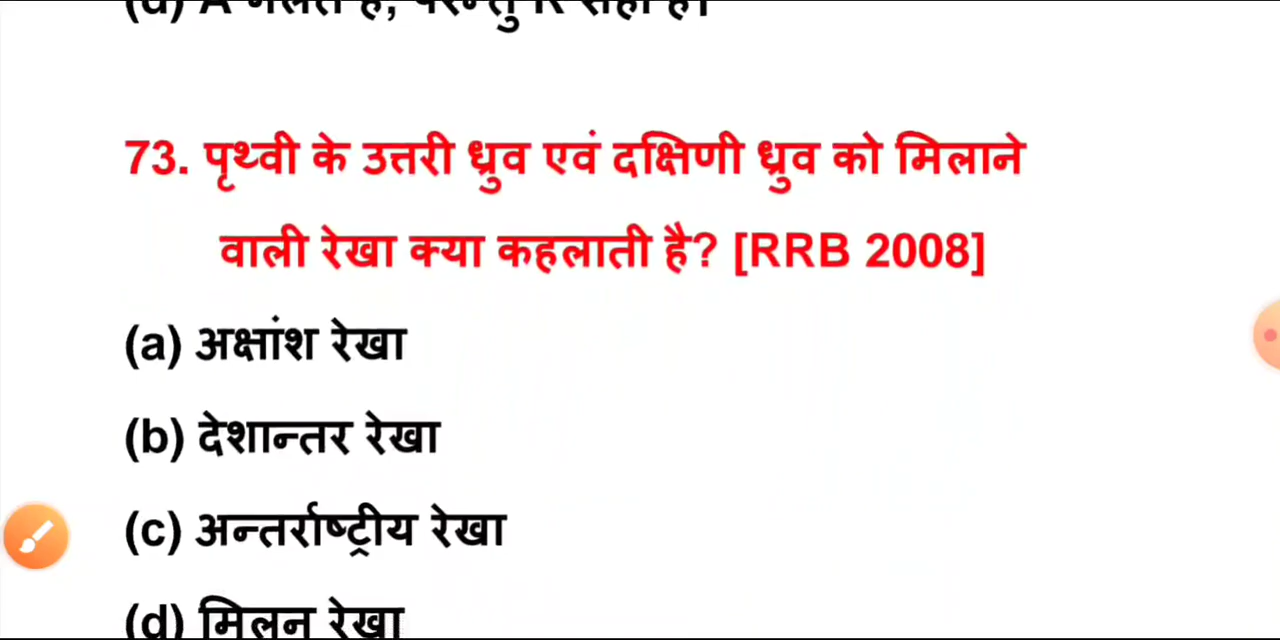 73. पृथ्वी के उत्तरी ध्रुव एवं दक्षिणी ध्रुव को मिलाने
वाली रेखा क्या कहलाती है? [RRB 2008]
(a) अक्षांश रेखा
(b) देशान्तर रेखा
(c) अन्तर्राष्ट्रीय रेखा
(d) मिलन रेखा